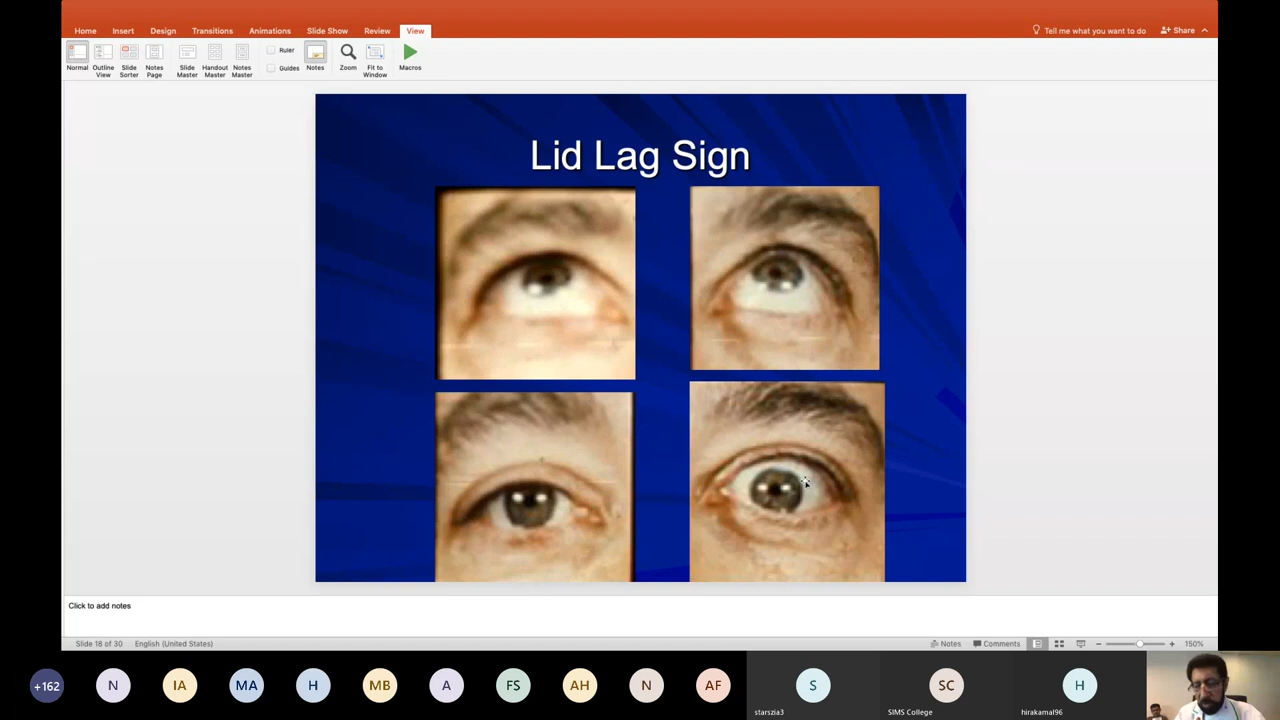 Home Insert Design Transitions Animations Slide Show Review View Tell me what you want to do Share
Normal Outline View Slide Sorter Notes Page Slide Master Handout Master Notes Master Ruler Guides Notes Zoom Fit to Window Macros
Lid Lag Sign
Click to add notes
Slide 18 of 30 English (United States) Notes Comments 150%
+162 N IA MA H MB A FS AH N AF S SC H
starszia3 SIMS College hirakamal96